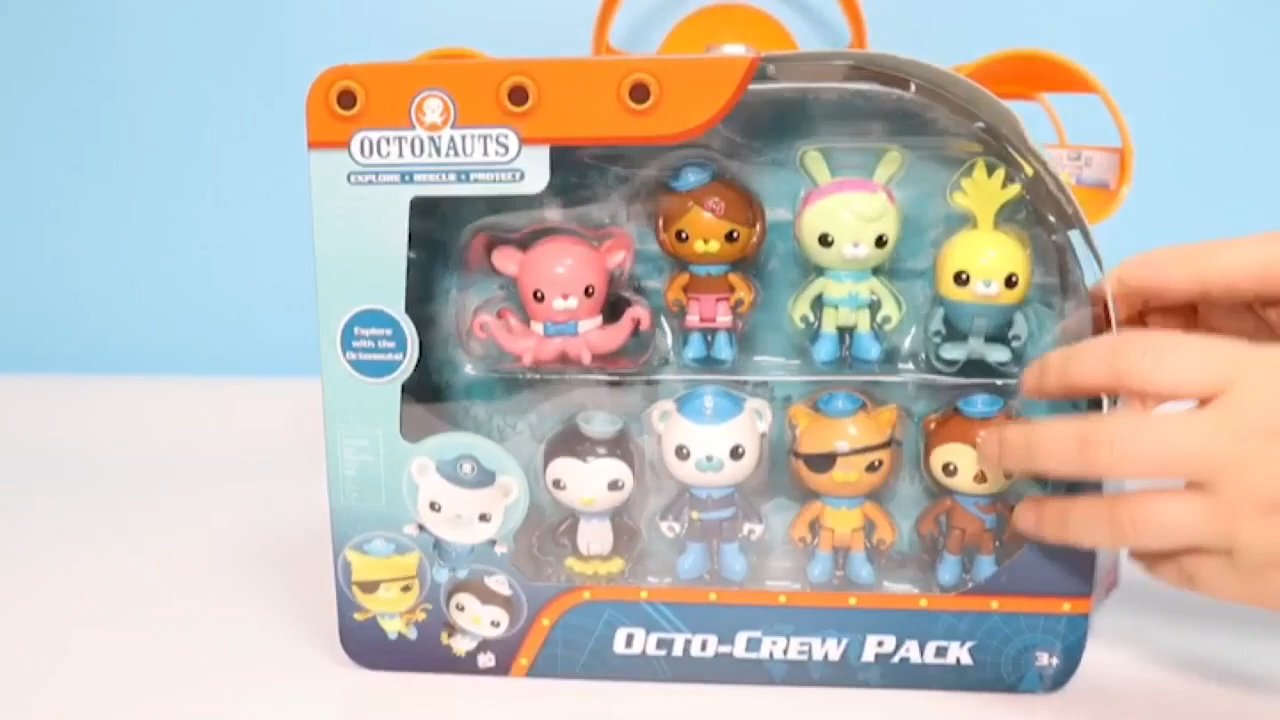 OCTONAUTS
EXPLORE • RESCUE • PROTECT
Explore
with the
Octonauts!
OCTO-CREW PACK
3+